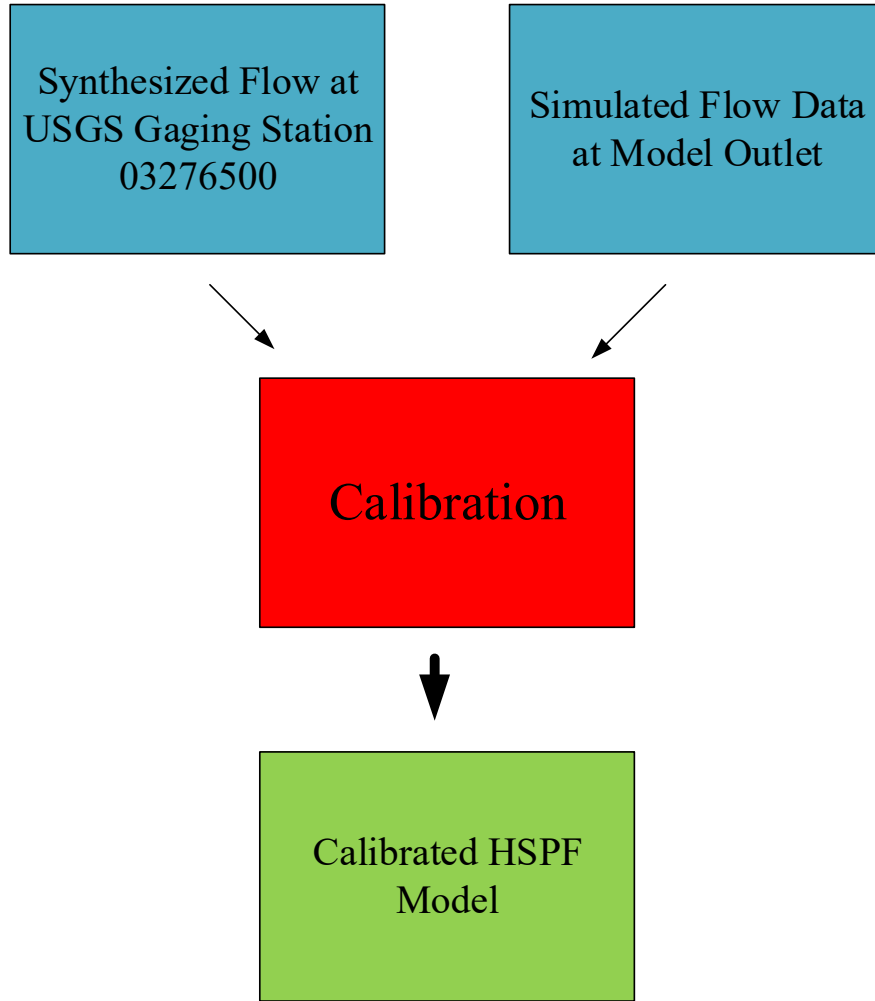 Synthesized Flow at
USGS Gaging Station
03276500
Simulated Flow Data
at Model Outlet
Calibration
Calibrated HSPF
Model